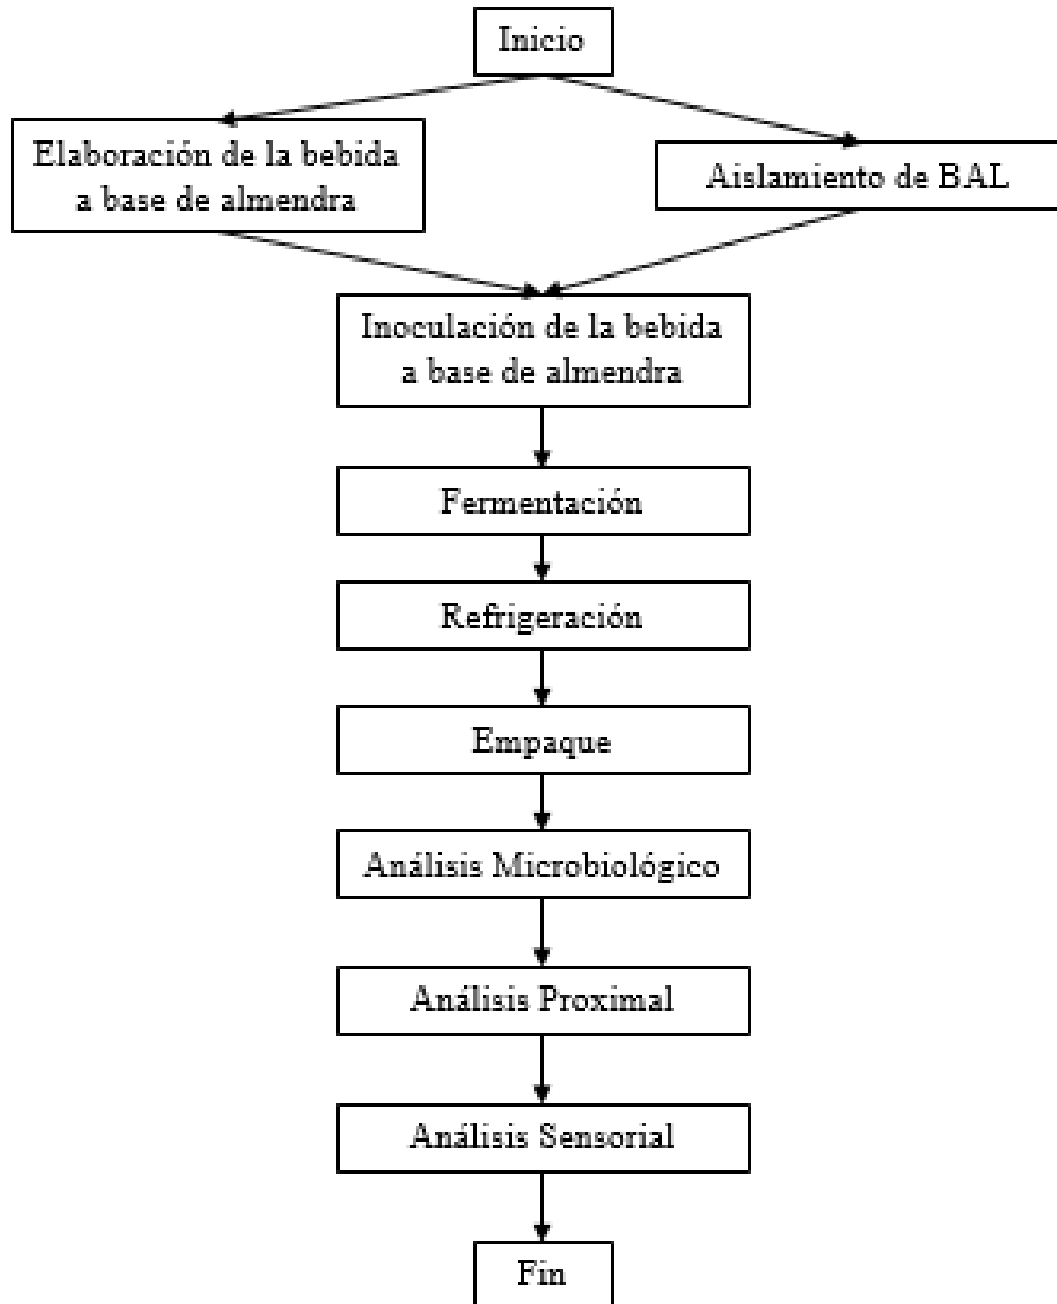 Inicio
Elaboración de la bebida
a base de almendra
Aislamiento de BAL
Inoculación de la bebida
a base de almendra
Fermentación
Refrigeración
Empaque
Análisis Microbiológico
Análisis Proximal
Análisis Sensorial
Fin